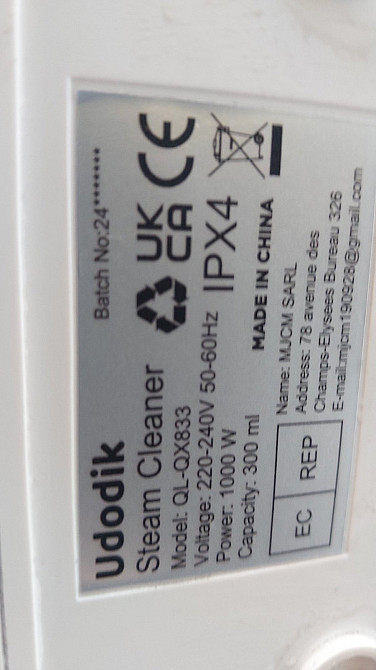 Udodik
Batch No:24********
Steam Cleaner
Model: QL-QX833
Voltage: 220-240V 50-60Hz
Power: 1000 W
Capacity: 300 ml
UK
CA
CE
IPX4
MADE IN CHINA
EC REP
Name: MJCM SARL
Address: 78 avenue des
Champs-Elysees Bureau 326
E-mail:mjcm190928@gmail.com